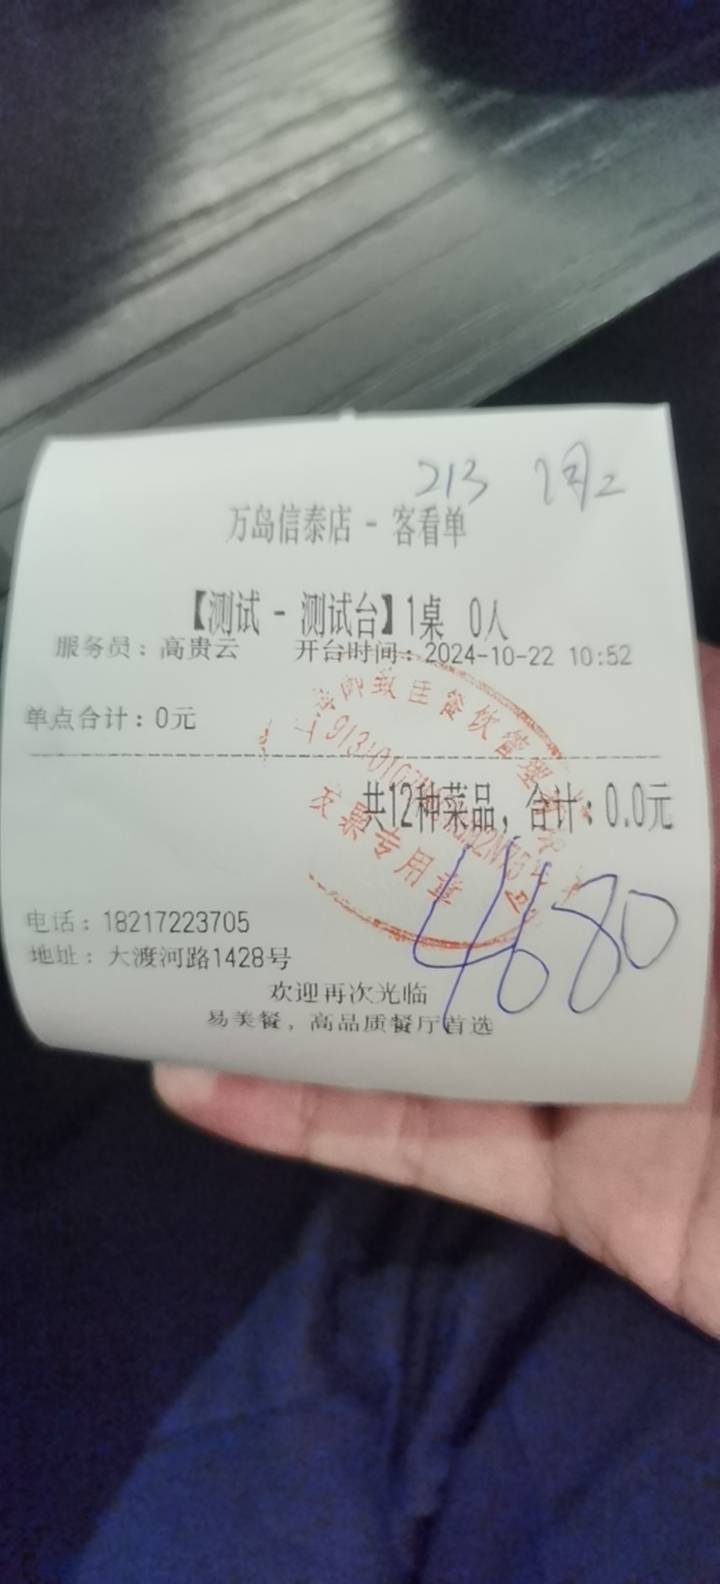 213
万岛信泰店 - 客看单
【测试 - 测试台】1桌 0人
服务员：高贵云 开台时间：2024-10-22 10:52
单点合计：0元
共12种菜品，合计：0.0元
餐饮管理
发票专用章
4680
电话：18217223705
地址：大渡河路1428号
欢迎再次光临
易美餐，高品质餐厅首选